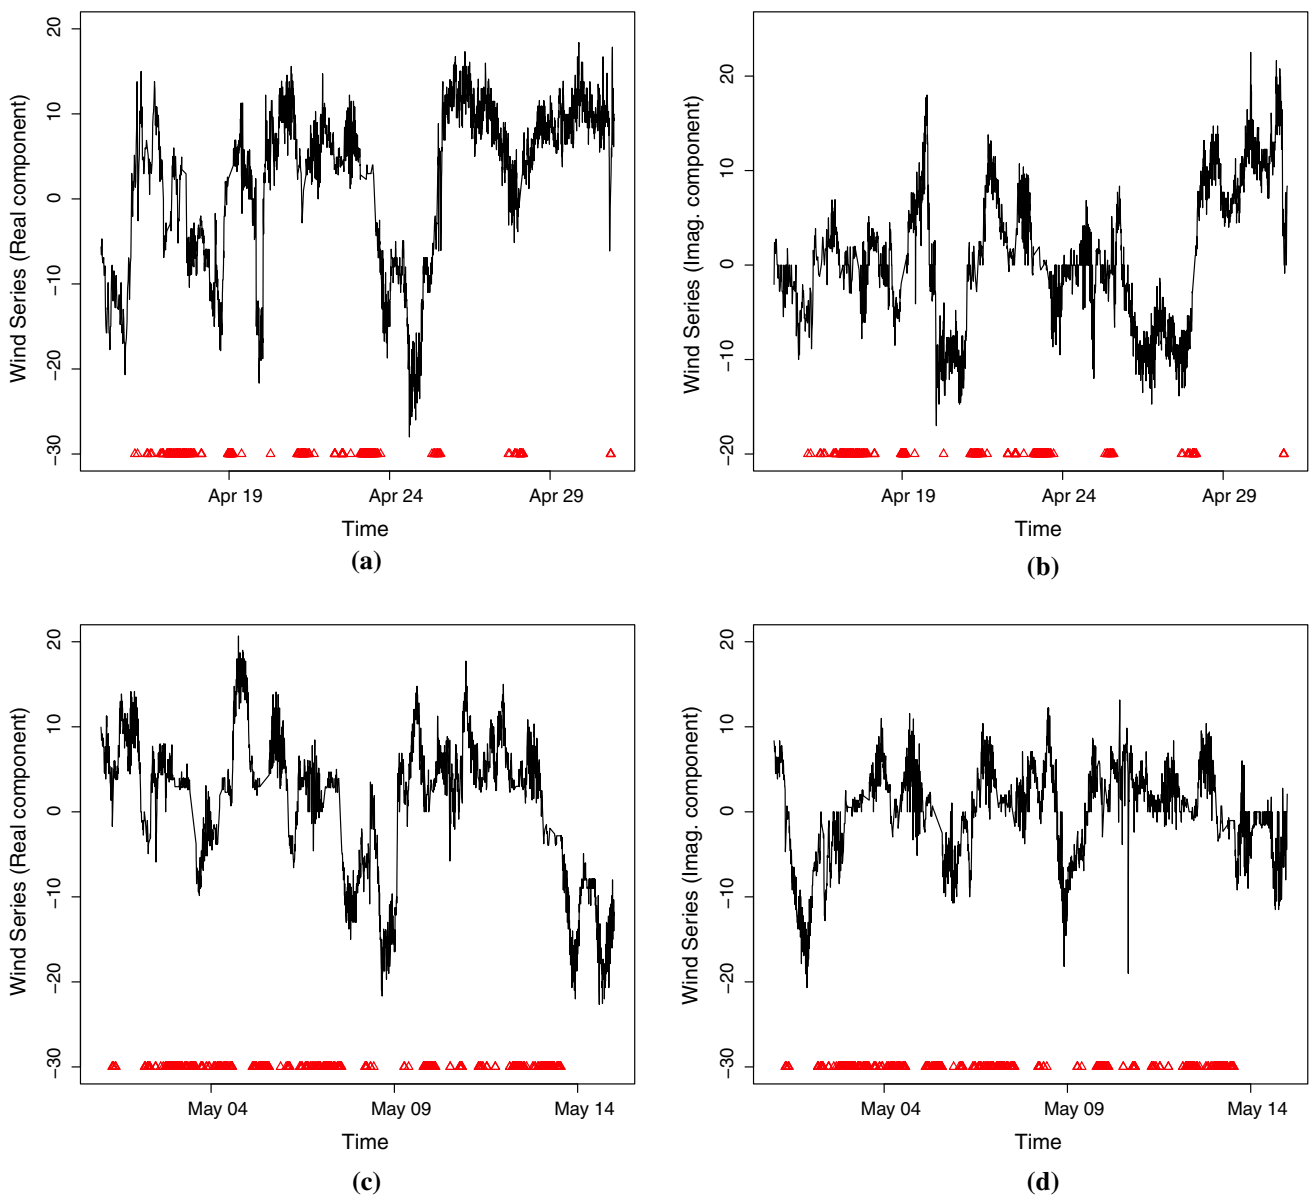 Wind Series (Real component)
20
10
0
−10
−20
−30
Apr 19 Apr 24 Apr 29
Time
(a)
Wind Series (Imag. component)
20
10
0
−10
−20
Apr 19 Apr 24 Apr 29
Time
(b)
Wind Series (Real component)
20
10
0
−10
−20
−30
May 04 May 09 May 14
Time
(c)
Wind Series (Imag. component)
20
10
0
−10
−20
−30
May 04 May 09 May 14
Time
(d)